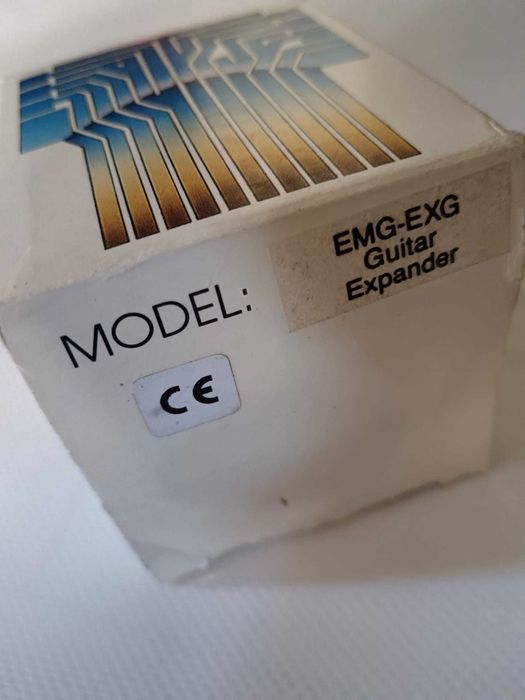 EMG-EXG
Guitar
Expander
MODEL:
CE